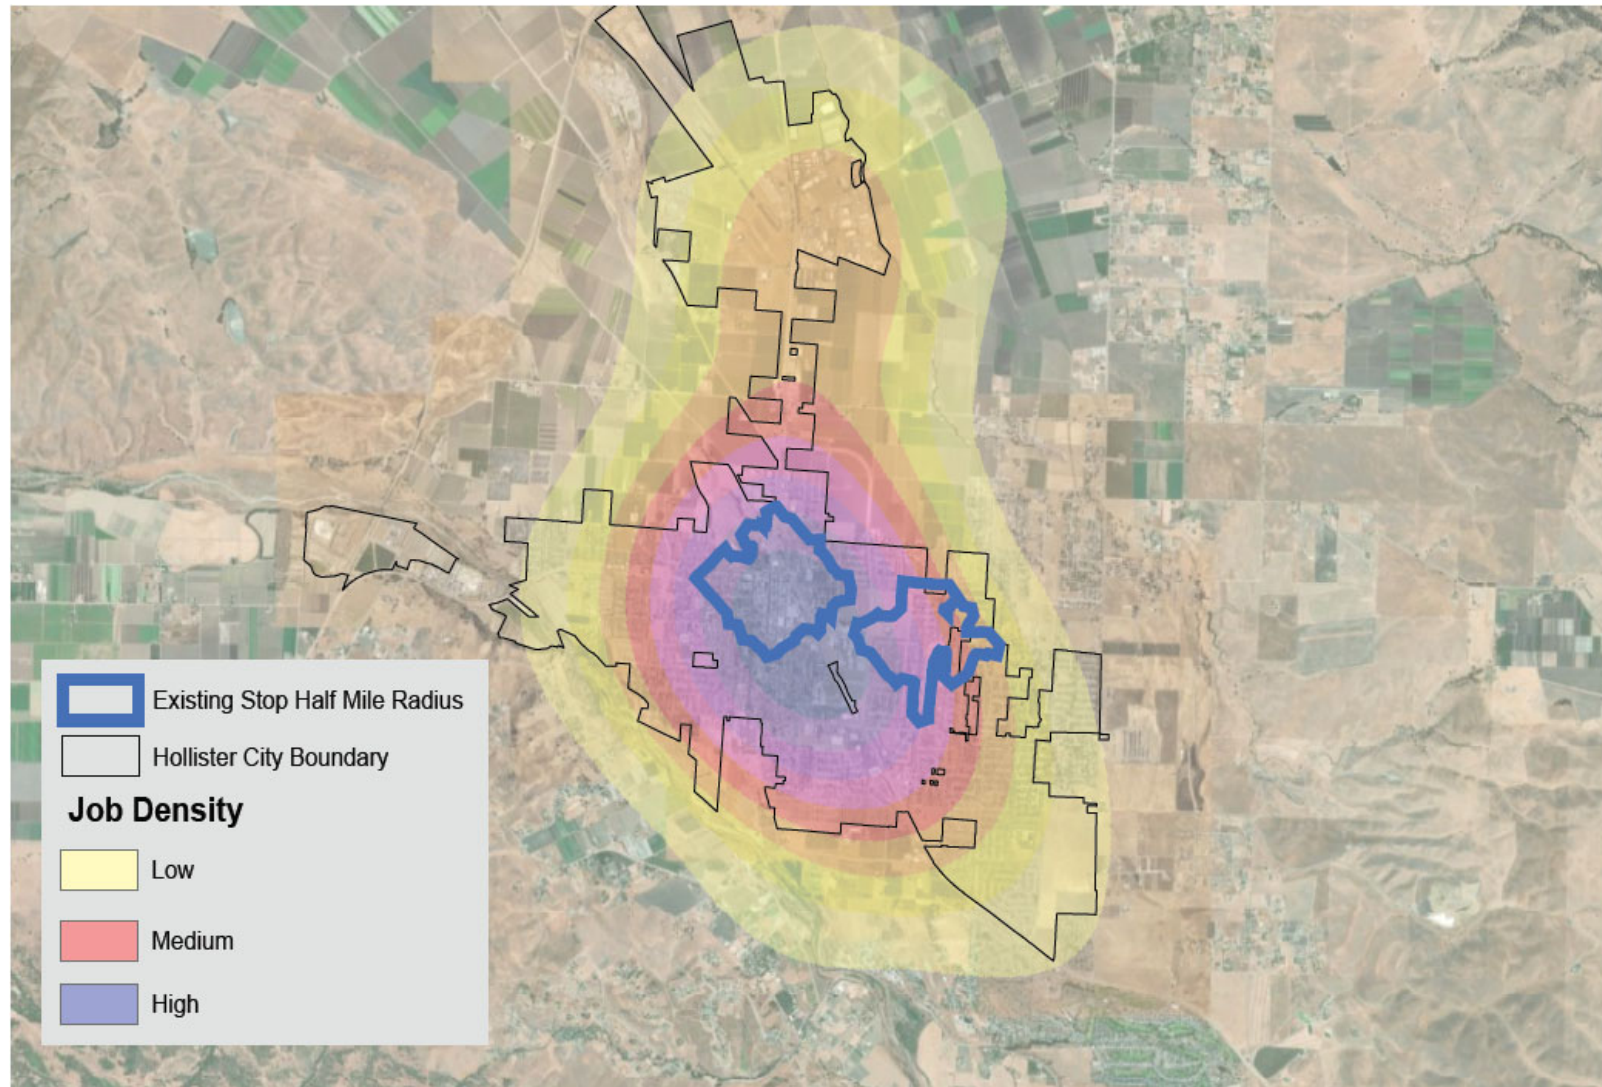 Existing Stop Half Mile Radius
Hollister City Boundary
Job Density
Low
Medium
High